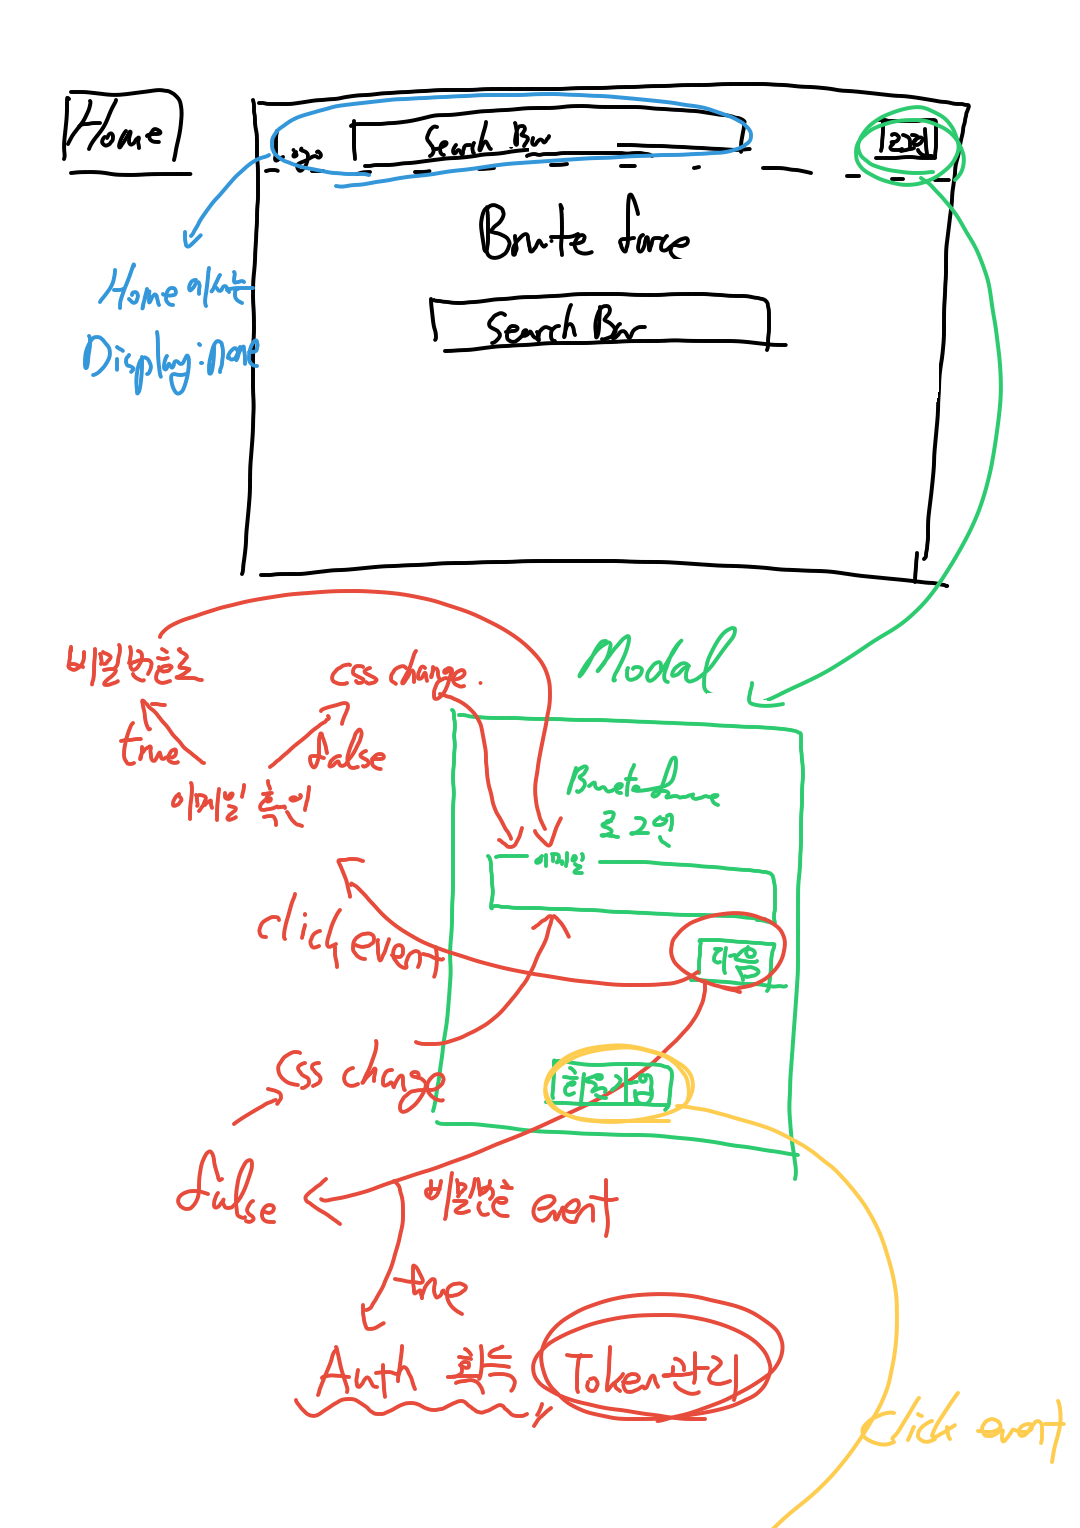 Home
로고
Search Bar
로그인
Brute force
Search Bar
Home 에서는
Display:none
Modal
비밀번호로
css change.
true
false
이메일 확인
Brute force
로그인
이메일
click event
다음
css change
회원가입
false
비밀번호 event
true
Auth 획득, Token관리
Click event